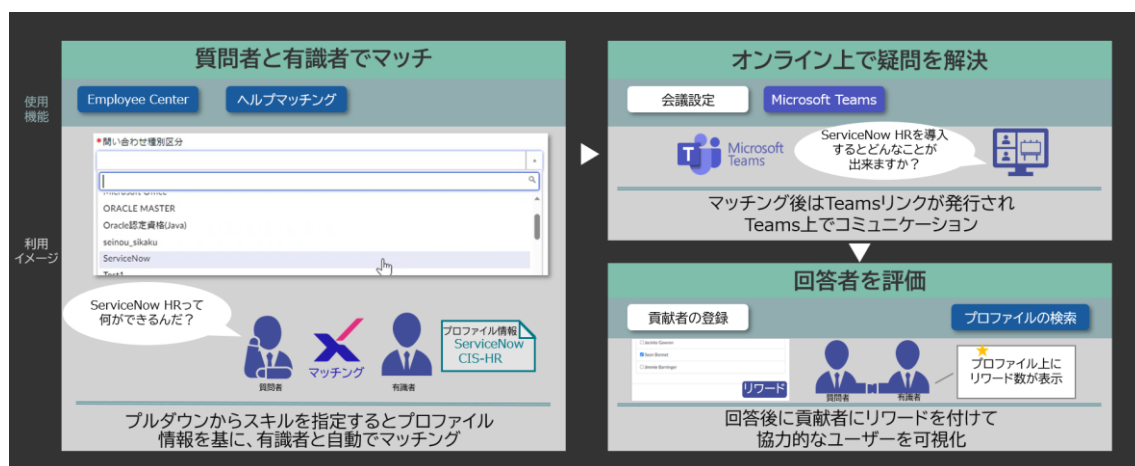 質問者と有識者でマッチ
使用
機能
Employee Center
ヘルプマッチング
*問い合わせ種別区分
Microsoft Office
ORACLE MASTER
Oracle認定資格(Java)
seinou_sikaku
ServiceNow
Test1
利用
イメージ
ServiceNow HRって
何ができるんだ？
マッチング
質問者
有識者
プロファイル情報
ServiceNow
CIS-HR
プルダウンからスキルを指定するとプロファイル
情報を基に、有識者と自動でマッチング
オンライン上で疑問を解決
会議設定
Microsoft Teams
Microsoft
Teams
ServiceNow HRを導入
するとどんなことが
出来ますか？
マッチング後はTeamsリンクが発行され
Teams上でコミュニケーション
回答者を評価
貢献者の登録
プロファイルの検索
リワード
質問者
有識者
プロファイル上に
リワード数が表示
回答後に貢献者にリワードを付けて
協力的なユーザーを可視化